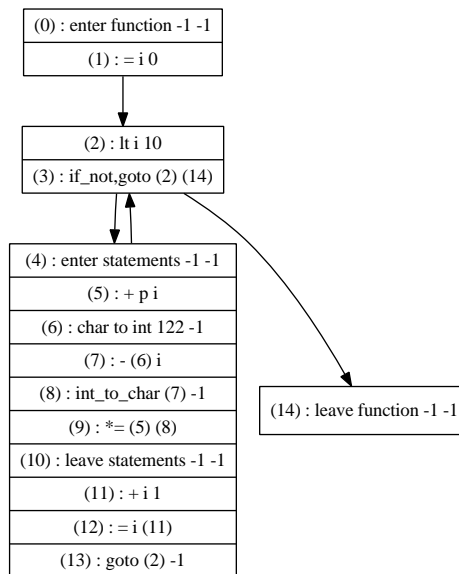 (0) : enter function -1 -1
(1) : = i 0
(2) : lt i 10
(3) : if_not,goto (2) (14)
(4) : enter statements -1 -1
(5) : + p i
(6) : char to int 122 -1
(7) : - (6) i
(8) : int_to_char (7) -1
(9) : *= (5) (8)
(10) : leave statements -1 -1
(11) : + i 1
(12) : = i (11)
(13) : goto (2) -1
(14) : leave function -1 -1